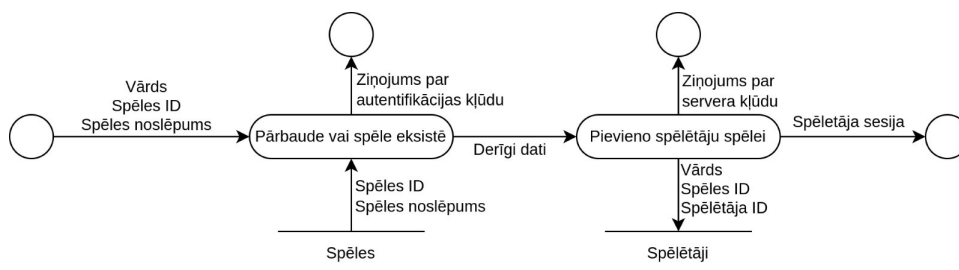 Vārds
Spēles ID
Spēles noslēpums
Ziņojums par
autentifikācijas kļūdu
Pārbaude vai spēle eksistē
Spēles ID
Spēles noslēpums
Spēles
Derīgi dati
Ziņojums par
servera kļūdu
Pievieno spēlētāju spēlei
Vārds
Spēles ID
Spēlētāja ID
Spēlētāji
Spēletāja sesija